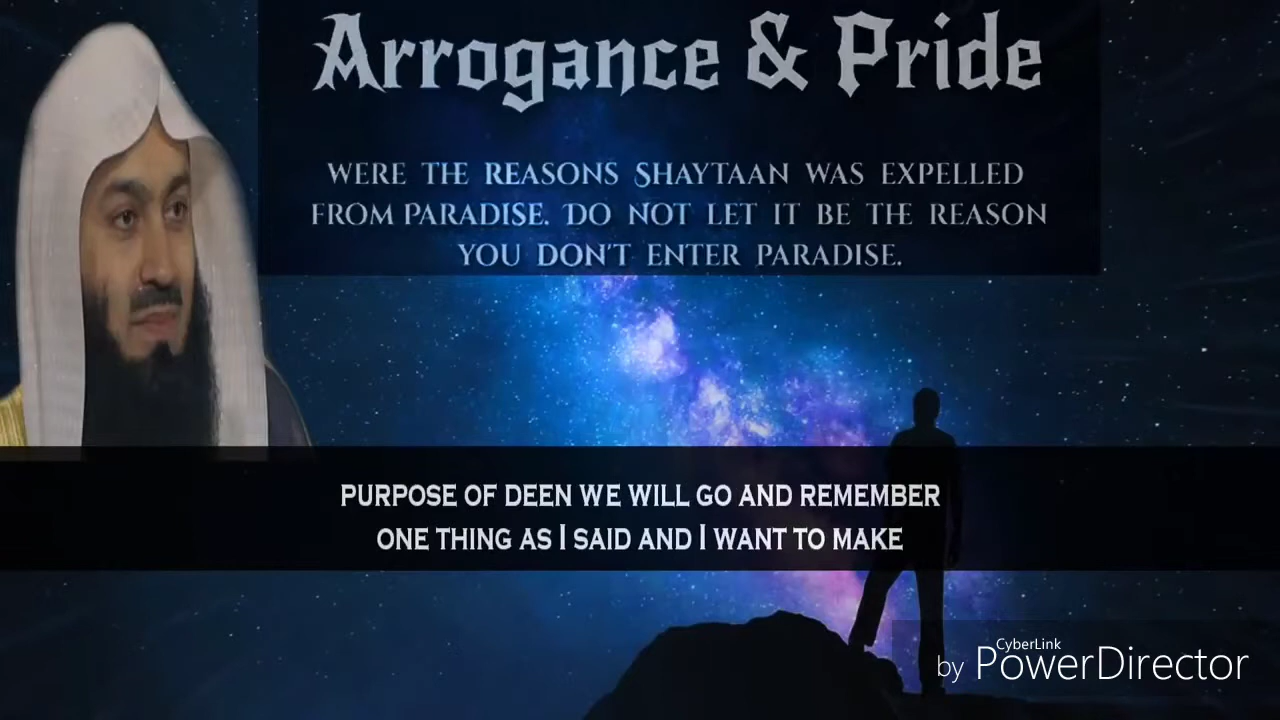 Arrogance & Pride
WERE THE REASONS SHAYTAAN WAS EXPELLED
FROM PARADISE. DO NOT LET IT BE THE REASON
YOU DON'T ENTER PARADISE.
PURPOSE OF DEEN WE WILL GO AND REMEMBER
ONE THING AS I SAID AND I WANT TO MAKE
CyberLink
by PowerDirector